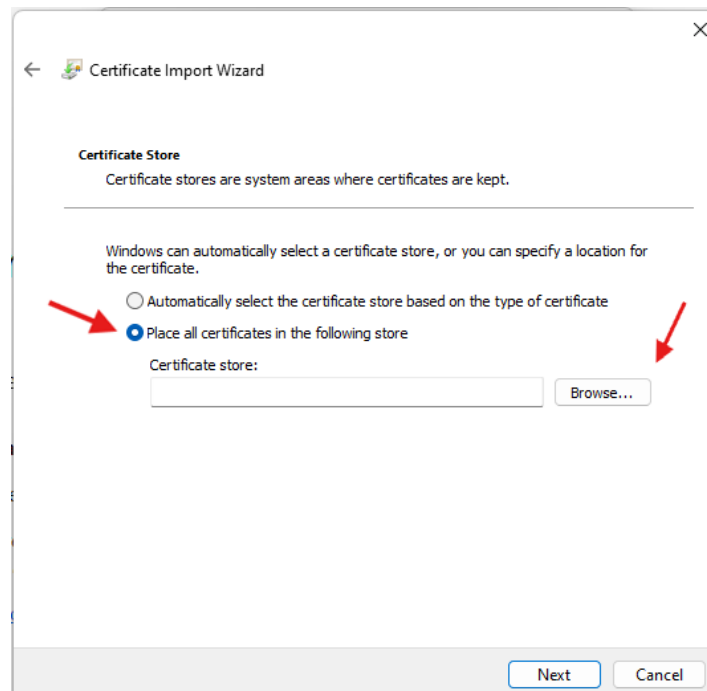 Certificate Import Wizard
Certificate Store
Certificate stores are system areas where certificates are kept.
Windows can automatically select a certificate store, or you can specify a location for
the certificate.
Automatically select the certificate store based on the type of certificate
Place all certificates in the following store
Certificate store:
Browse...
Next
Cancel